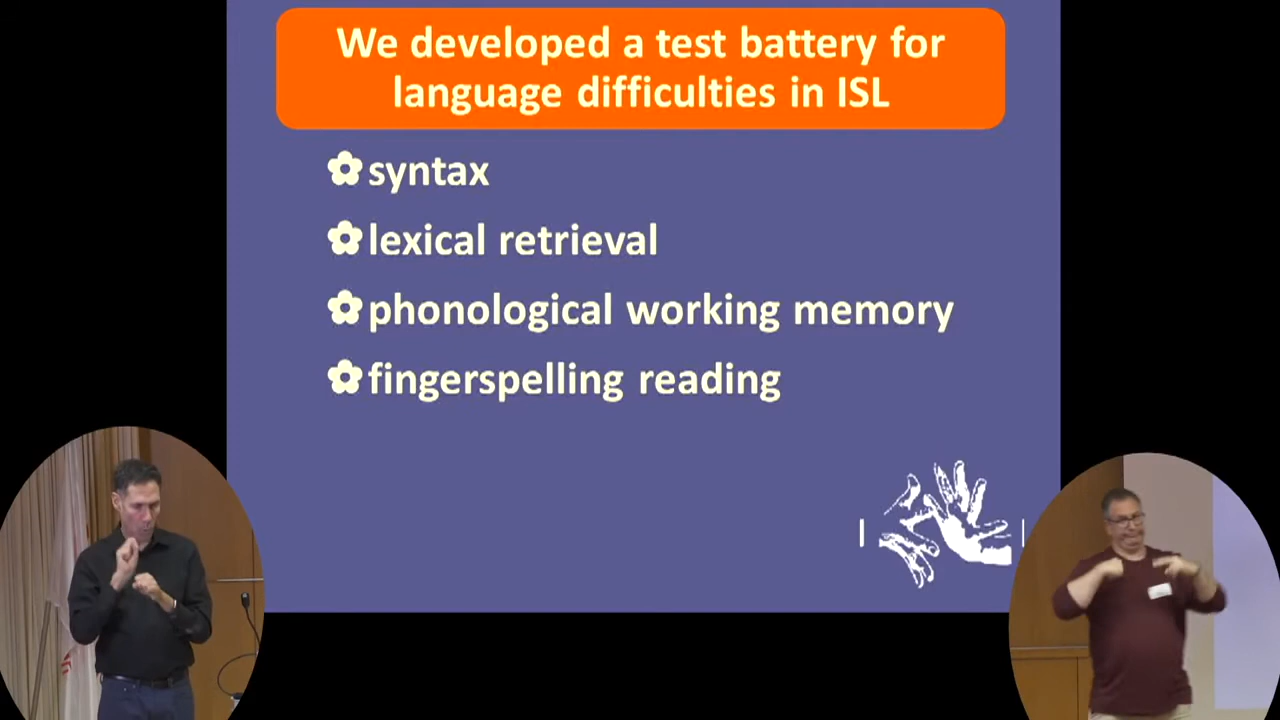 We developed a test battery for
language difficulties in ISL
syntax
lexical retrieval
phonological working memory
fingerspelling reading